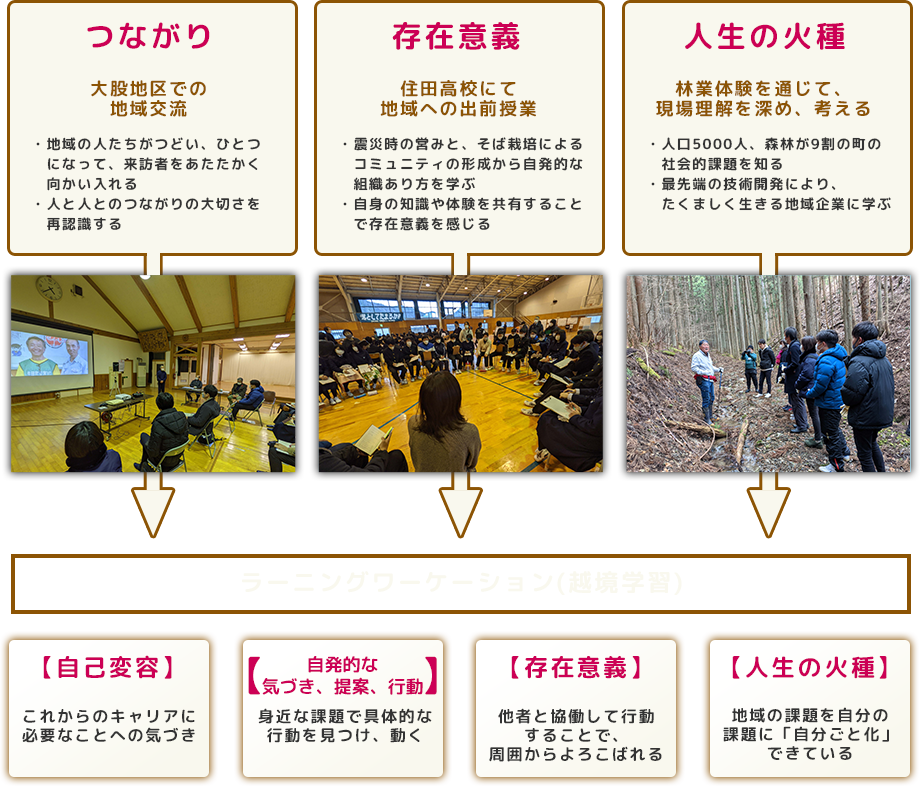 つながり
大股地区での
地域交流
・地域の人たちがつどい、ひとつ
になって、来訪者をあたたかく
向かい入れる
・人と人とのつながりの大切さを
再認識する
存在意義
住田高校にて
地域への出前授業
・震災時の営みと、そば栽培による
コミュニティの形成から自発的な
組織あり方を学ぶ
・自身の知識や体験を共有すること
で存在意義を感じる
人生の火種
林業体験を通じて、
現場理解を深め、考える
・人口5000人、森林が9割の町の
社会的課題を知る
・最先端の技術開発により、
たくましく生きる地域企業に学ぶ
ラーニングワーケーション(越境学習)
【自己変容】
これからのキャリアに
必要なことへの気づき
【自発的な
気づき、提案、行動】
身近な課題で具体的な
行動を見つけ、動く
【存在意義】
他者と協働して行動
することで、
周囲からよろこばれる
【人生の火種】
地域の課題を自分の
課題に「自分ごと化」
できている